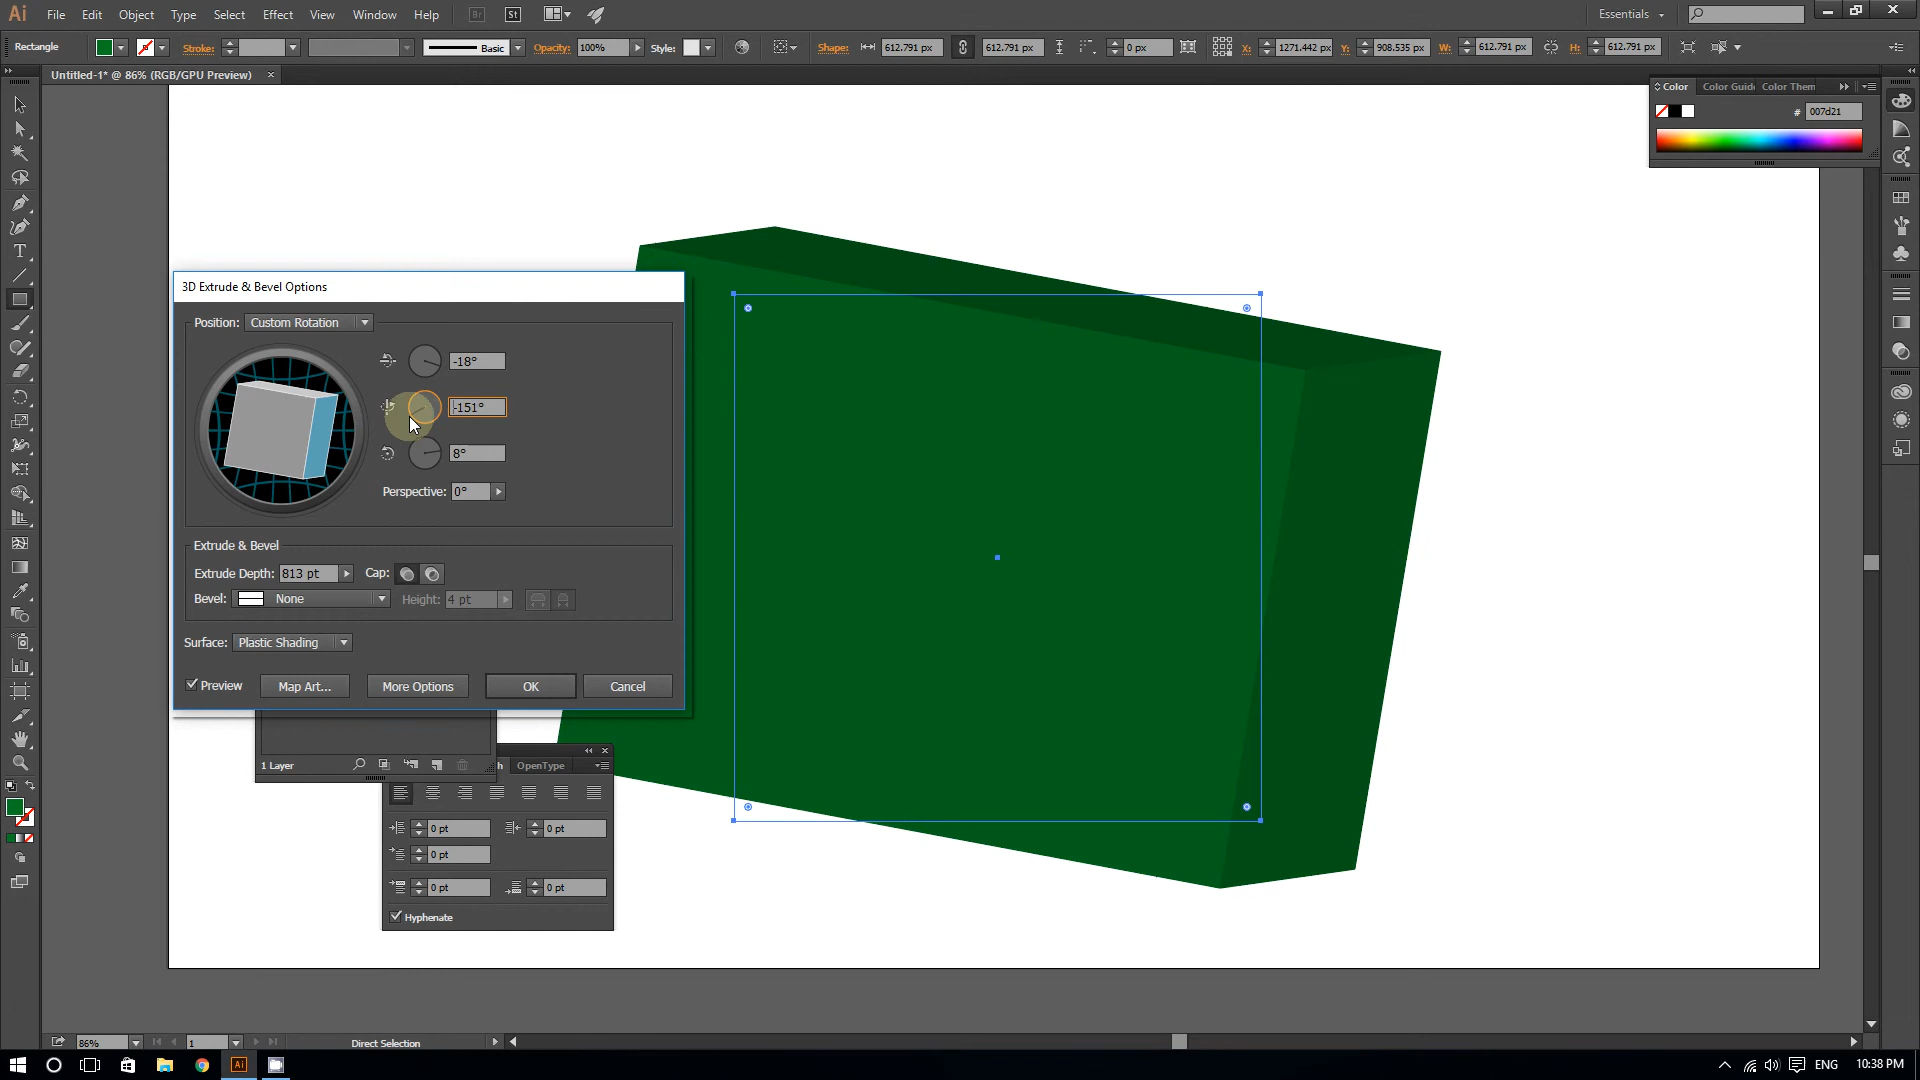 Ai File Edit Object Type Select Effect View Window Help Br St Essentials
Rectangle Stroke: Basic Opacity: 100% Style: Shape: 612.791 px 612.791 px 0 px X: 1271.442 px Y: 908.535 px W: 612.791 px H: 612.791 px
Untitled-1* @ 86% (RGB/GPU Preview)
Color Color Guid Color Them
# 007d21
3D Extrude & Bevel Options
Position: Custom Rotation
-18°
-151°
8°
Perspective: 0°
Extrude & Bevel
Extrude Depth: 813 pt Cap:
Bevel: None Height: 4 pt
Surface: Plastic Shading
Preview Map Art... More Options OK Cancel
1 Layer
h OpenType
0 pt 0 pt
0 pt
0 pt 0 pt
Hyphenate
86% 1 Direct Selection
Ai ENG 10:38 PM